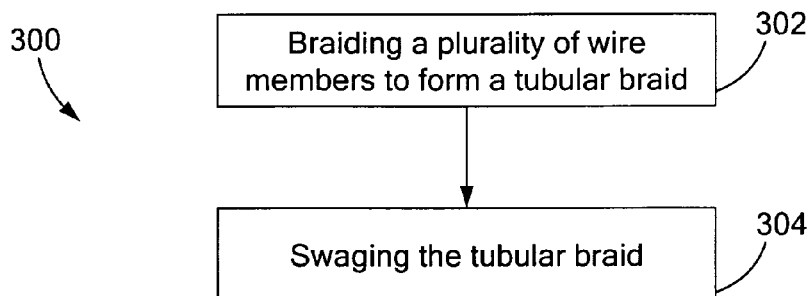 300
Braiding a plurality of wire
members to form a tubular braid
302
Swaging the tubular braid
304